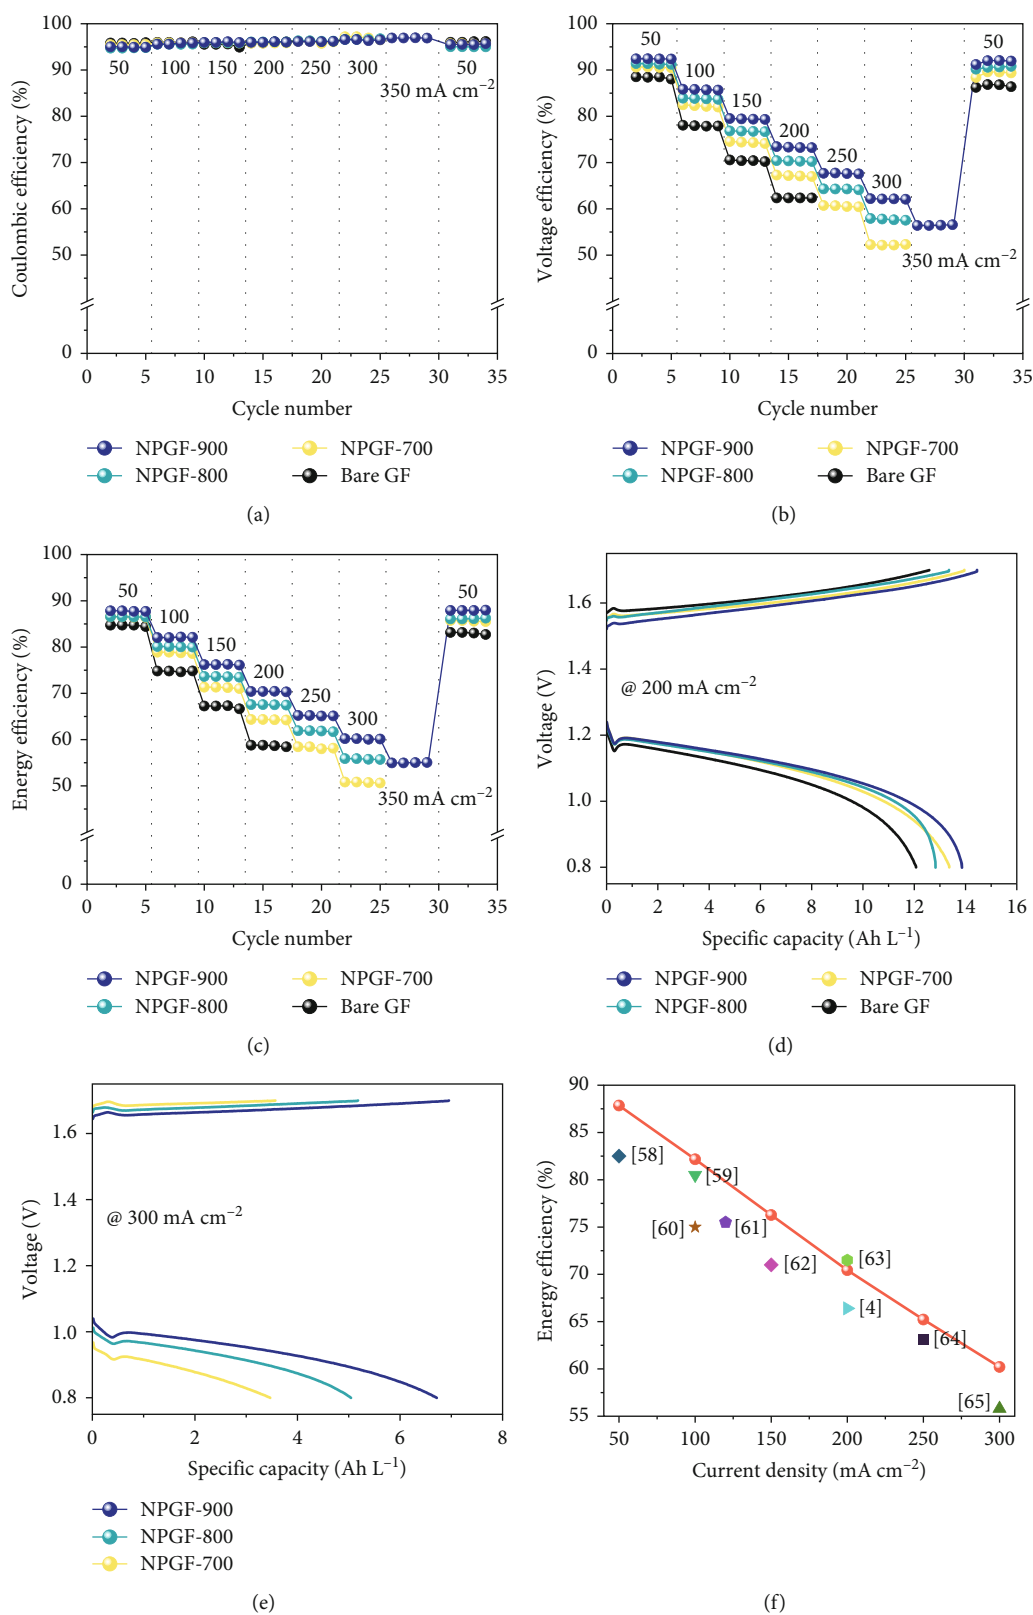 100
90
80
70
60
50
0
Coulombic efficiency (%)
50
100
150
200
250
300
50
350 mA cm−2
0
5
10
15
20
25
30
35
Cycle number
NPGF-900
NPGF-700
NPGF-800
Bare GF
(a)
100
90
80
70
60
50
0
Voltage efficiency (%)
50
100
150
200
250
300
50
350 mA cm−2
0
5
10
15
20
25
30
35
Cycle number
NPGF-900
NPGF-700
NPGF-800
Bare GF
(b)
100
90
80
70
60
50
0
Energy efficiency (%)
50
100
150
200
250
300
50
350 mA cm−2
0
5
10
15
20
25
30
35
Cycle number
NPGF-900
NPGF-700
NPGF-800
Bare GF
(c)
1.6
1.4
1.2
1.0
0.8
Voltage (V)
@ 200 mA cm−2
0
2
4
6
8
10
12
14
16
Specific capacity (Ah L−1)
NPGF-900
NPGF-700
NPGF-800
Bare GF
(d)
1.6
1.4
1.2
1.0
0.8
Voltage (V)
@ 300 mA cm−2
0
2
4
6
8
Specific capacity (Ah L−1)
NPGF-900
NPGF-800
NPGF-700
(e)
90
85
80
75
70
65
60
55
Energy efficiency (%)
[58]
[59]
[60]
[61]
[62]
[63]
[4]
[64]
[65]
50
100
150
200
250
300
Current density (mA cm−2)
(f)